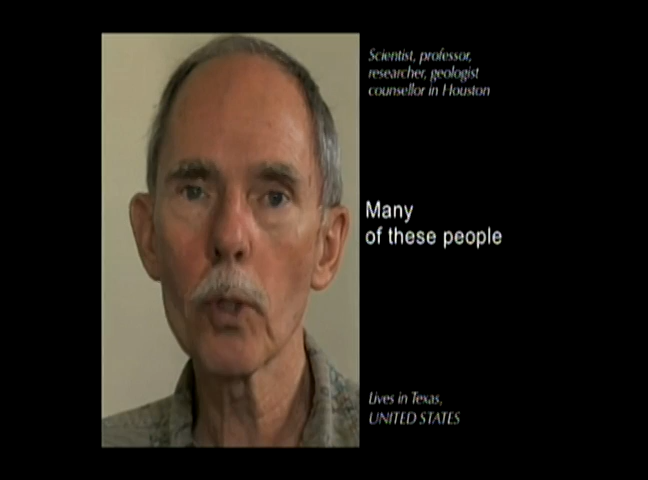 Scientist, professor,
researcher, geologist
counsellor in Houston
Many
of these people
Lives in Texas,
UNITED STATES